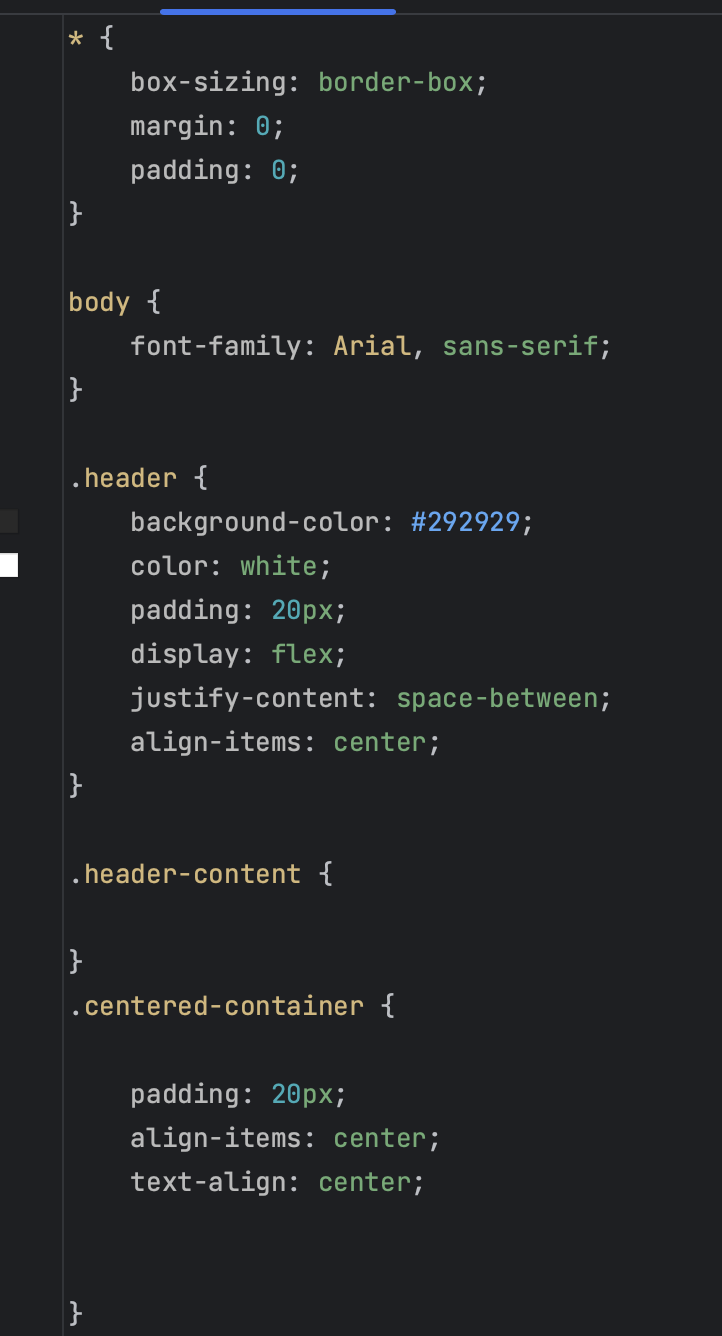 * {
    box-sizing: border-box;
    margin: 0;
    padding: 0;
}

body {
    font-family: Arial, sans-serif;
}

.header {
    background-color: #292929;
    color: white;
    padding: 20px;
    display: flex;
    justify-content: space-between;
    align-items: center;
}

.header-content {

}
.centered-container {

    padding: 20px;
    align-items: center;
    text-align: center;


}